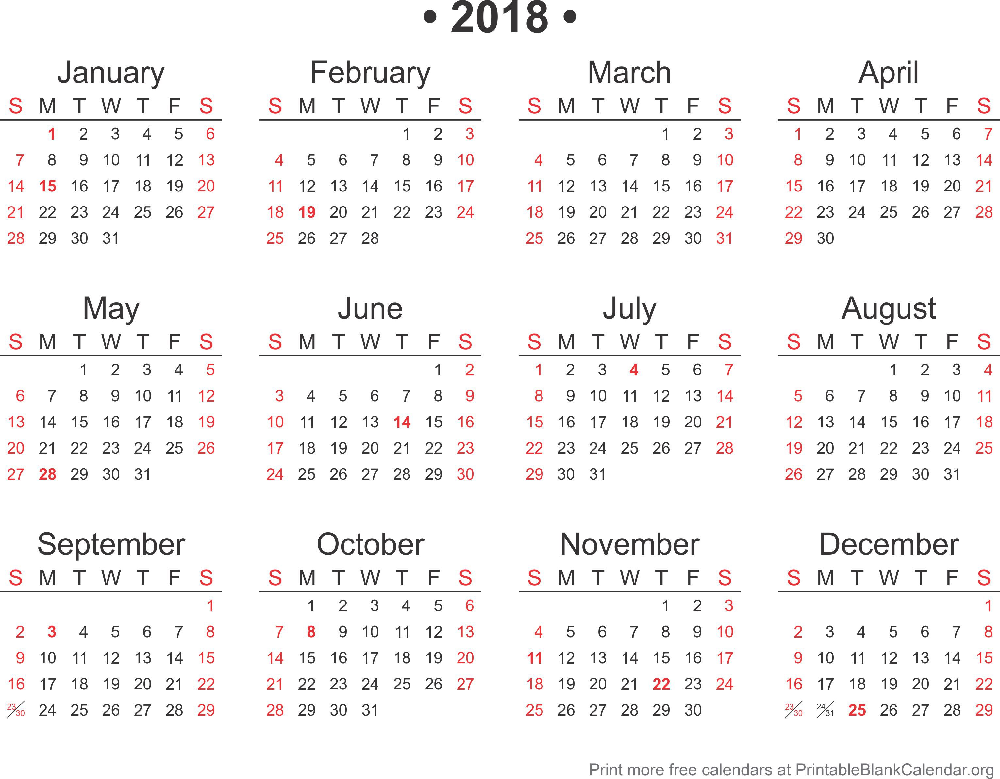 • 2018 •
January
S M T W T F S
1 2 3 4 5 6
7 8 9 10 11 12 13
14 15 16 17 18 19 20
21 22 23 24 25 26 27
28 29 30 31
February
S M T W T F S
1 2 3
4 5 6 7 8 9 10
11 12 13 14 15 16 17
18 19 20 21 22 23 24
25 26 27 28
March
S M T W T F S
1 2 3
4 5 6 7 8 9 10
11 12 13 14 15 16 17
18 19 20 21 22 23 24
25 26 27 28 29 30 31
April
S M T W T F S
1 2 3 4 5 6 7
8 9 10 11 12 13 14
15 16 17 18 19 20 21
22 23 24 25 26 27 28
29 30
May
S M T W T F S
1 2 3 4 5
6 7 8 9 10 11 12
13 14 15 16 17 18 19
20 21 22 23 24 25 26
27 28 29 30 31
June
S M T W T F S
1 2
3 4 5 6 7 8 9
10 11 12 13 14 15 16
17 18 19 20 21 22 23
24 25 26 27 28 29 30
July
S M T W T F S
1 2 3 4 5 6 7
8 9 10 11 12 13 14
15 16 17 18 19 20 21
22 23 24 25 26 27 28
29 30 31
August
S M T W T F S
1 2 3 4
5 6 7 8 9 10 11
12 13 14 15 16 17 18
19 20 21 22 23 24 25
26 27 28 29 30 31
September
S M T W T F S
1
2 3 4 5 6 7 8
9 10 11 12 13 14 15
16 17 18 19 20 21 22
23/30 24 25 26 27 28 29
October
S M T W T F S
1 2 3 4 5 6
7 8 9 10 11 12 13
14 15 16 17 18 19 20
21 22 23 24 25 26 27
28 29 30 31
November
S M T W T F S
1 2 3
4 5 6 7 8 9 10
11 12 13 14 15 16 17
18 19 20 21 22 23 24
25 26 27 28 29 30
December
S M T W T F S
1
2 3 4 5 6 7 8
9 10 11 12 13 14 15
16 17 18 19 20 21 22
23/30 24/31 25 26 27 28 29
Print more free calendars at PrintableBlankCalendar.org